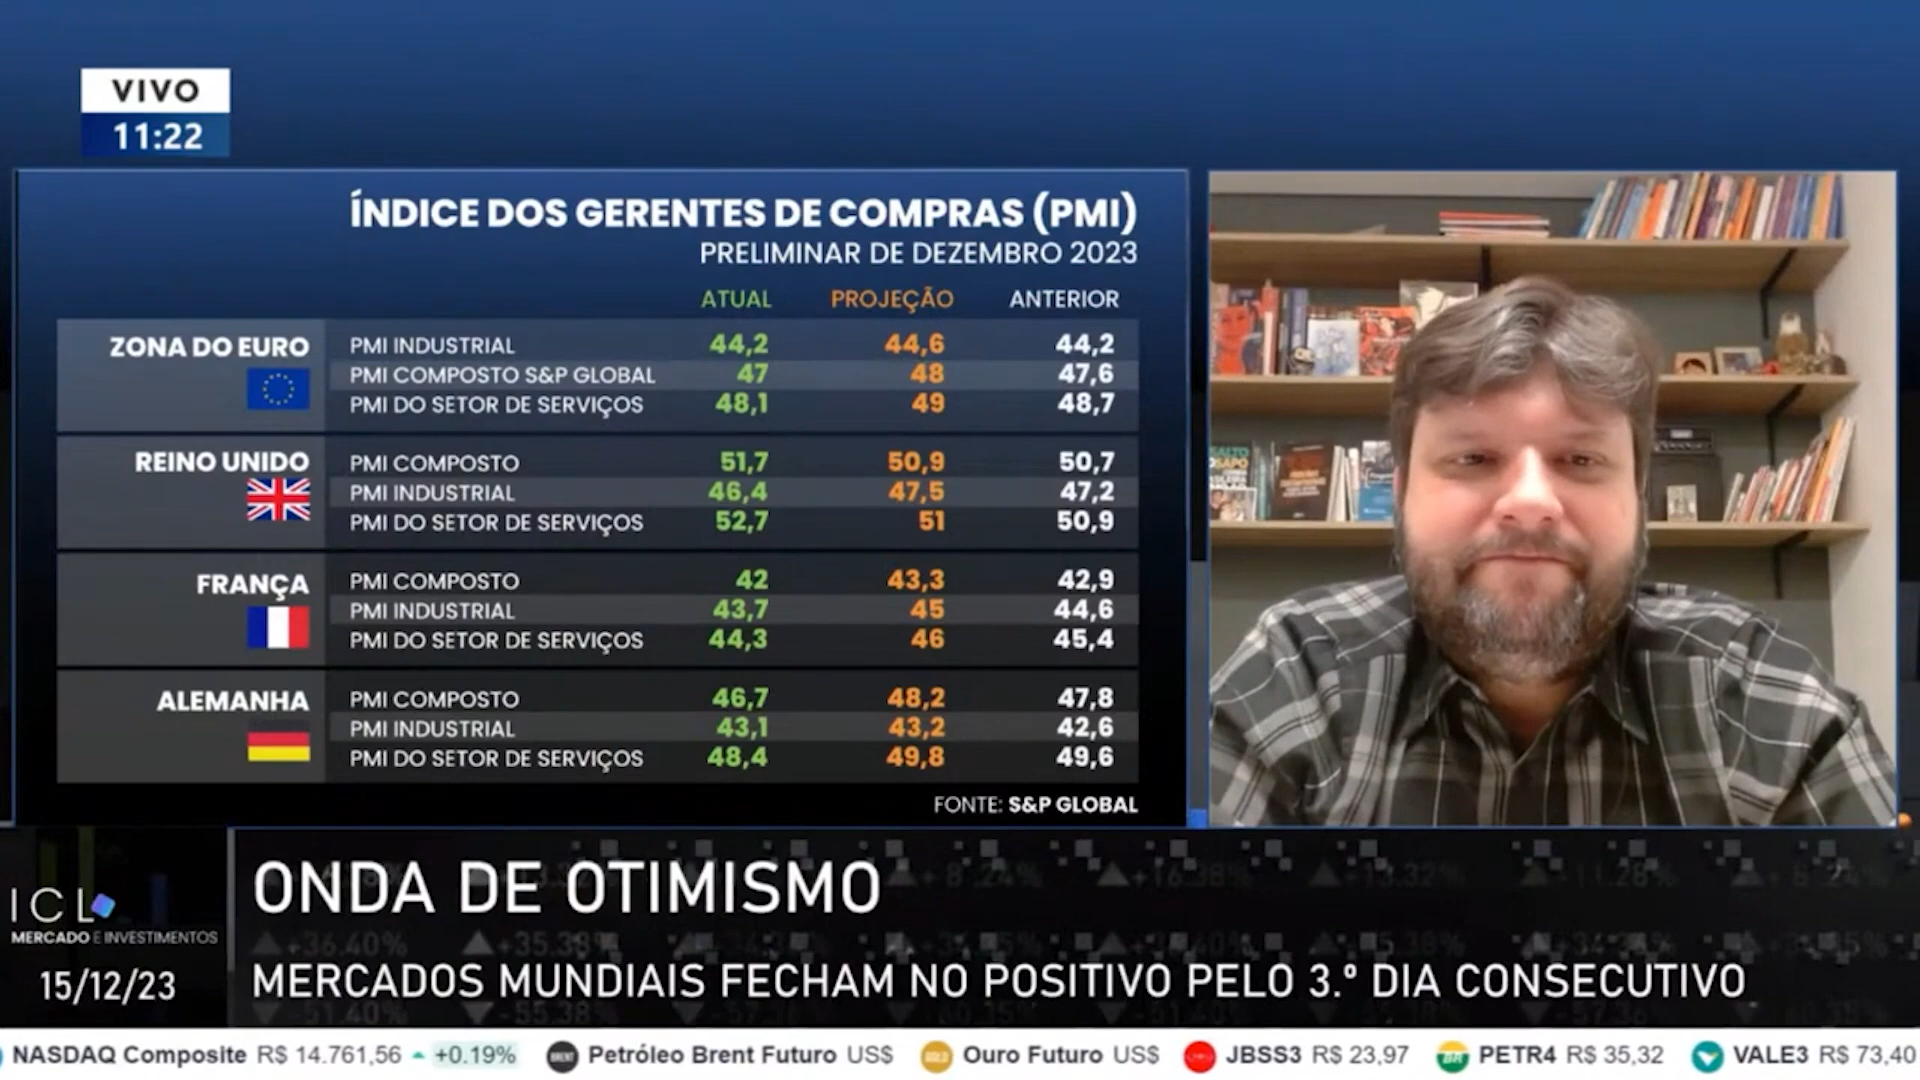 VIVO
11:22
ÍNDICE DOS GERENTES DE COMPRAS (PMI)
PRELIMINAR DE DEZEMBRO 2023
ATUAL PROJEÇÃO ANTERIOR
ZONA DO EURO
PMI INDUSTRIAL 44,2 44,6 44,2
PMI COMPOSTO S&P GLOBAL 47 48 47,6
PMI DO SETOR DE SERVIÇOS 48,1 49 48,7
REINO UNIDO
PMI COMPOSTO 51,7 50,9 50,7
PMI INDUSTRIAL 46,4 47,5 47,2
PMI DO SETOR DE SERVIÇOS 52,7 51 50,9
FRANÇA
PMI COMPOSTO 42 43,3 42,9
PMI INDUSTRIAL 43,7 45 44,6
PMI DO SETOR DE SERVIÇOS 44,3 46 45,4
ALEMANHA
PMI COMPOSTO 46,7 48,2 47,8
PMI INDUSTRIAL 43,1 43,2 42,6
PMI DO SETOR DE SERVIÇOS 48,4 49,8 49,6
FONTE: S&P GLOBAL
ICL
MERCADO E INVESTIMENTOS
15/12/23
ONDA DE OTIMISMO
MERCADOS MUNDIAIS FECHAM NO POSITIVO PELO 3.º DIA CONSECUTIVO
NASDAQ Composite R$ 14.761,56 +0.19% BRENT Petróleo Brent Futuro US$ GOLD Ouro Futuro US$ JBSS3 R$ 23,97 BR PETR4 R$ 35,32 VALE3 R$ 73,40